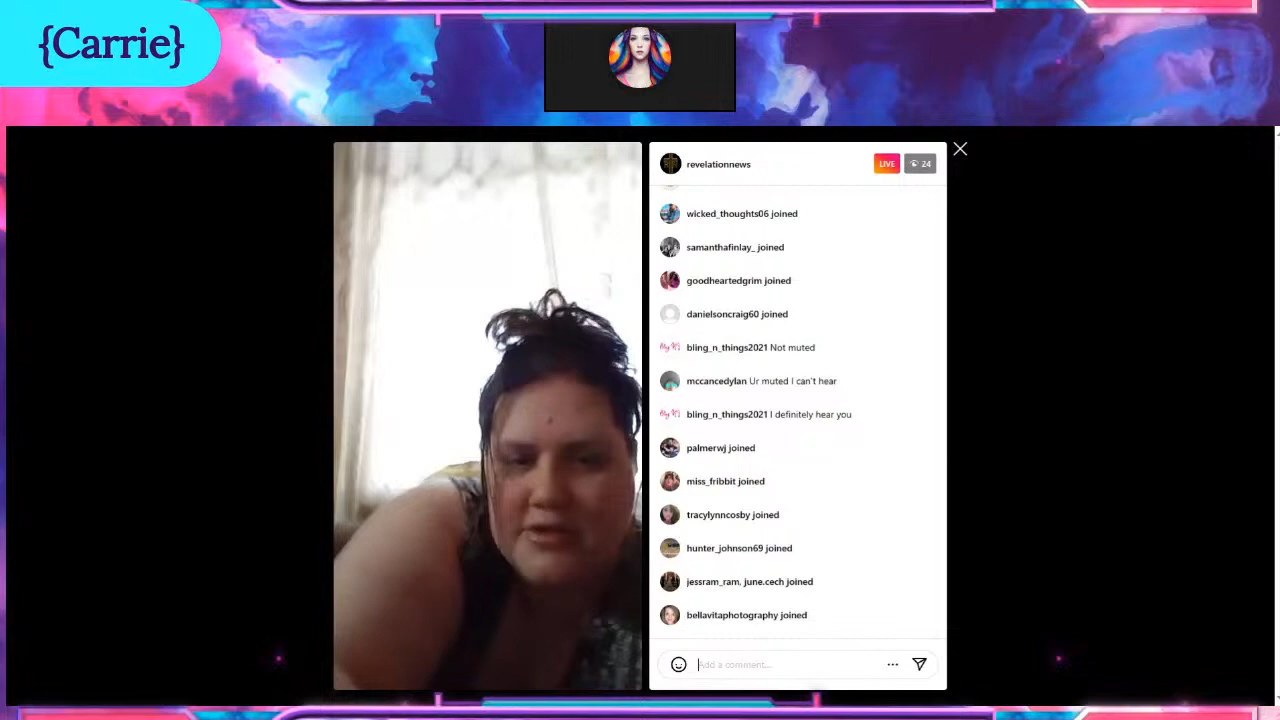 {Carrie}
revelationnews
LIVE
24
wicked_thoughts06 joined
samanthafinlay_ joined
goodheartedgrim joined
danielsoncraig60 joined
bling_n_things2021 Not muted
mccancedylan Ur muted I can't hear
bling_n_things2021 I definitely hear you
palmerwj joined
miss_fribbit joined
tracylynncosby joined
hunter_johnson69 joined
jessram_ram, june.cech joined
bellavitaphotography joined
Add a comment...